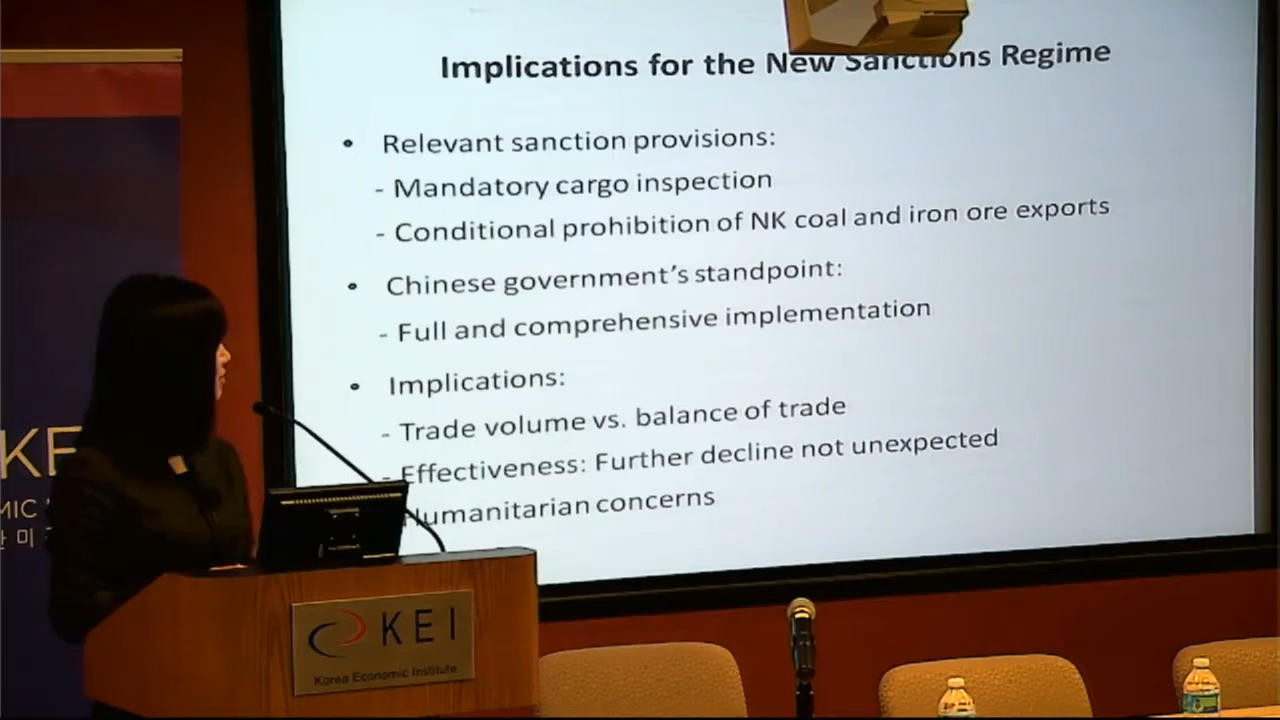 Implications for the New Sanctions Regime
• Relevant sanction provisions:
- Mandatory cargo inspection
- Conditional prohibition of NK coal and iron ore exports
• Chinese government's standpoint:
- Full and comprehensive implementation
• Implications:
- Trade volume vs. balance of trade
- Effectiveness: Further decline not unexpected
Humanitarian concerns
KE
MIC
미
KEI
Korea Economic Institute